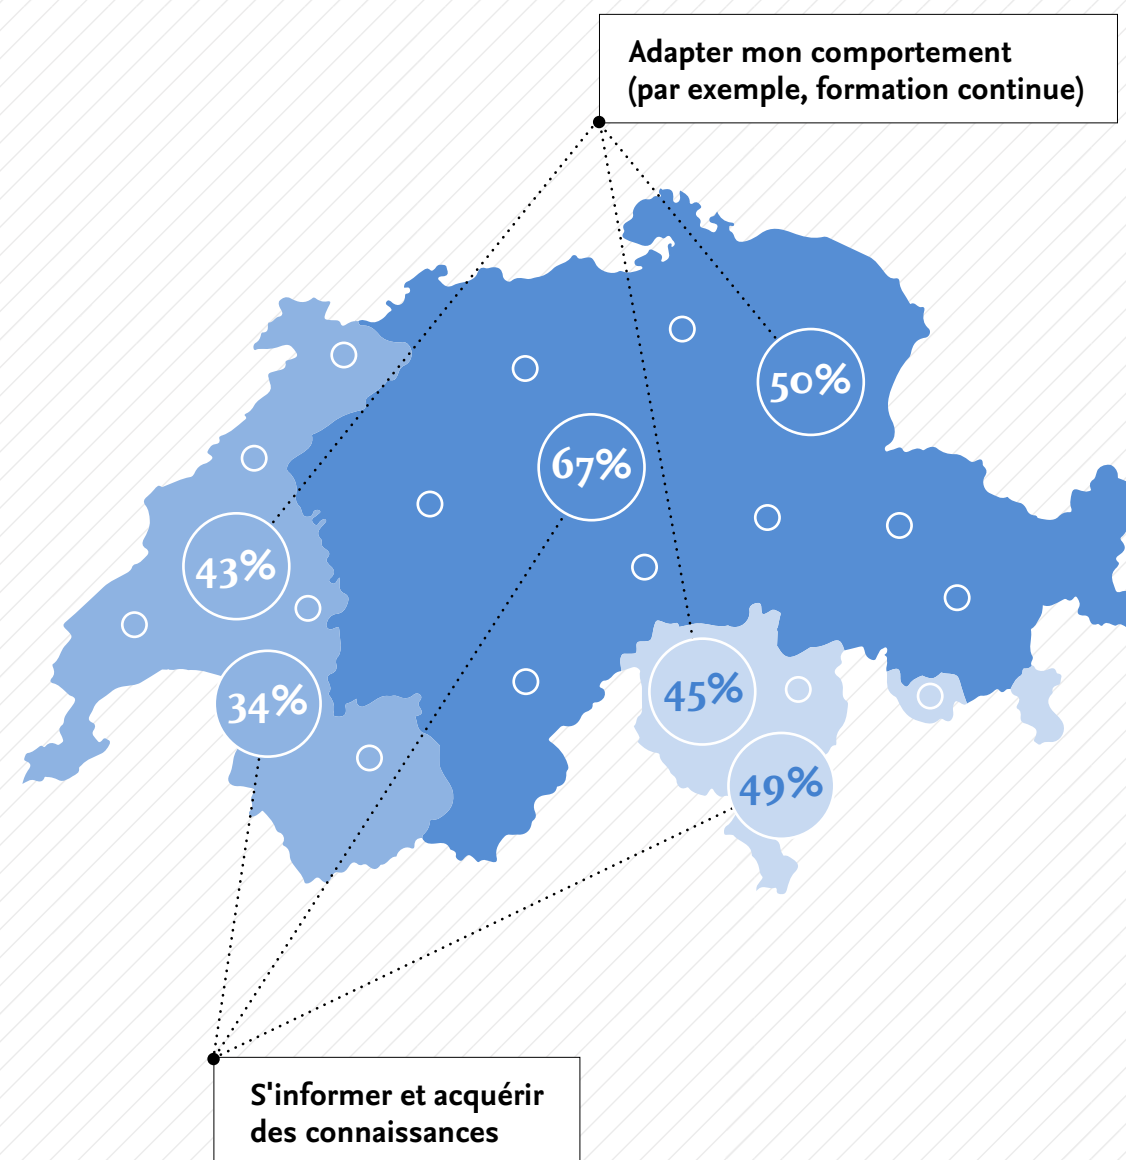 Adapter mon comportement
(par exemple, formation continue)
50%
67%
43%
34%
45%
49%
S'informer et acquérir
des connaissances